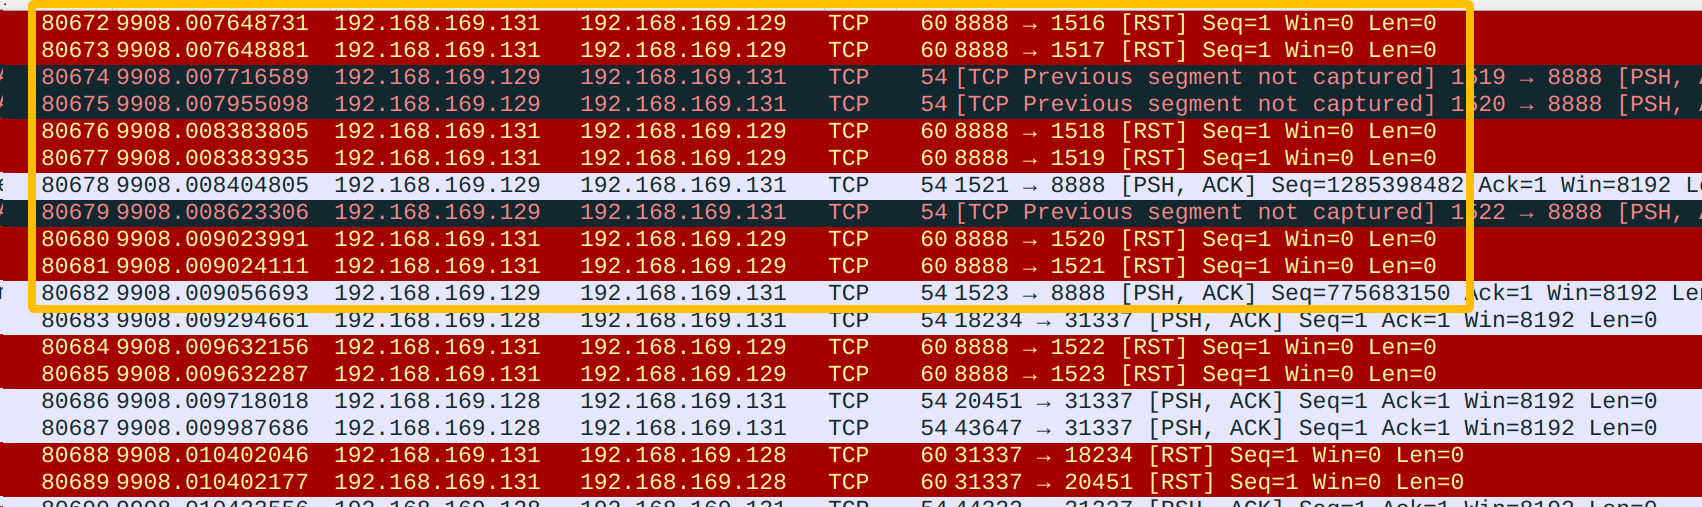 80672 9908.007648731 192.168.169.131 192.168.169.129 TCP 60 8888 → 1516 [RST] Seq=1 Win=0 Len=0
80673 9908.007648881 192.168.169.131 192.168.169.129 TCP 60 8888 → 1517 [RST] Seq=1 Win=0 Len=0
80674 9908.007716589 192.168.169.129 192.168.169.131 TCP 54 [TCP Previous segment not captured] 1519 → 8888 [PSH,
80675 9908.007955098 192.168.169.129 192.168.169.131 TCP 54 [TCP Previous segment not captured] 1520 → 8888 [PSH,
80676 9908.008383805 192.168.169.131 192.168.169.129 TCP 60 8888 → 1518 [RST] Seq=1 Win=0 Len=0
80677 9908.008383935 192.168.169.131 192.168.169.129 TCP 60 8888 → 1519 [RST] Seq=1 Win=0 Len=0
80678 9908.008404805 192.168.169.129 192.168.169.131 TCP 54 1521 → 8888 [PSH, ACK] Seq=1285398482 Ack=1 Win=8192
80679 9908.008623306 192.168.169.129 192.168.169.131 TCP 54 [TCP Previous segment not captured] 1522 → 8888 [PSH,
80680 9908.009023991 192.168.169.131 192.168.169.129 TCP 60 8888 → 1520 [RST] Seq=1 Win=0 Len=0
80681 9908.009024111 192.168.169.131 192.168.169.129 TCP 60 8888 → 1521 [RST] Seq=1 Win=0 Len=0
80682 9908.009056693 192.168.169.129 192.168.169.131 TCP 54 1523 → 8888 [PSH, ACK] Seq=775683150 Ack=1 Win=8192
80683 9908.009294661 192.168.169.128 192.168.169.131 TCP 54 18234 → 31337 [PSH, ACK] Seq=1 Ack=1 Win=8192 Len=0
80684 9908.009632156 192.168.169.131 192.168.169.129 TCP 60 8888 → 1522 [RST] Seq=1 Win=0 Len=0
80685 9908.009632287 192.168.169.131 192.168.169.129 TCP 60 8888 → 1523 [RST] Seq=1 Win=0 Len=0
80686 9908.009718018 192.168.169.128 192.168.169.131 TCP 54 20451 → 31337 [PSH, ACK] Seq=1 Ack=1 Win=8192 Len=0
80687 9908.009987686 192.168.169.128 192.168.169.131 TCP 54 43647 → 31337 [PSH, ACK] Seq=1 Ack=1 Win=8192 Len=0
80688 9908.010402046 192.168.169.131 192.168.169.128 TCP 60 31337 → 18234 [RST] Seq=1 Win=0 Len=0
80689 9908.010402177 192.168.169.131 192.168.169.128 TCP 60 31337 → 20451 [RST] Seq=1 Win=0 Len=0